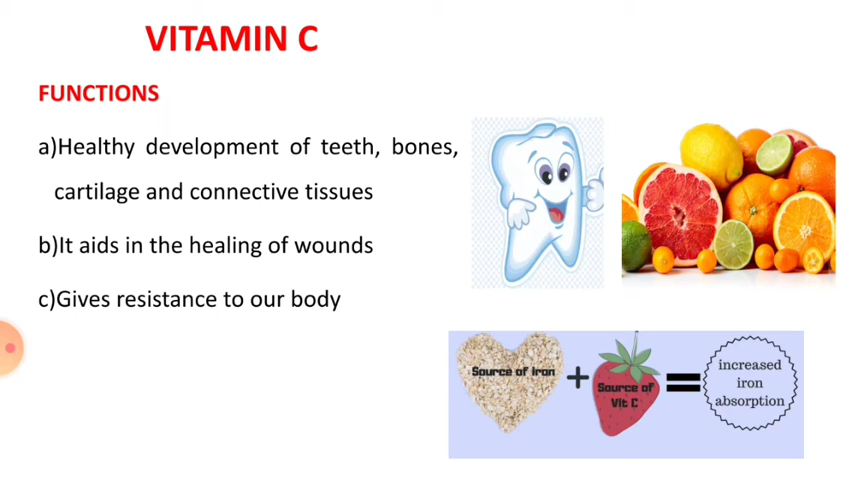 VITAMIN C
FUNCTIONS
a)Healthy development of teeth, bones,
cartilage and connective tissues
b)It aids in the healing of wounds
c)Gives resistance to our body
Source of Iron
+
Source of
Vit C
=
increased
iron
absorption